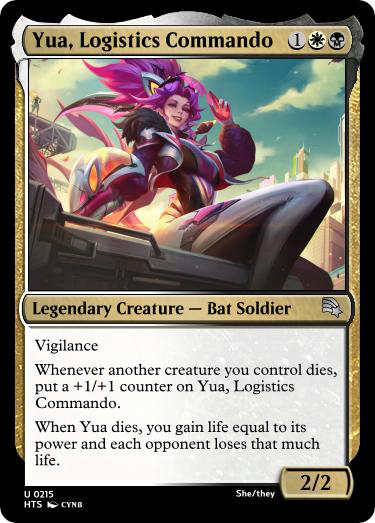 Yua, Logistics Commando 1
Legendary Creature — Bat Soldier
Vigilance
Whenever another creature you control dies,
put a +1/+1 counter on Yua, Logistics
Commando.
When Yua dies, you gain life equal to its
power and each opponent loses that much
life.
2/2
U 0215
She/they
HTS CYNB